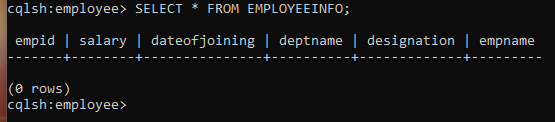 cqlsh:employee> SELECT * FROM EMPLOYEEINFO;
 empid | salary | dateofjoining | deptname | designation | empname
-------+--------+---------------+----------+-------------+---------
(0 rows)
cqlsh:employee>